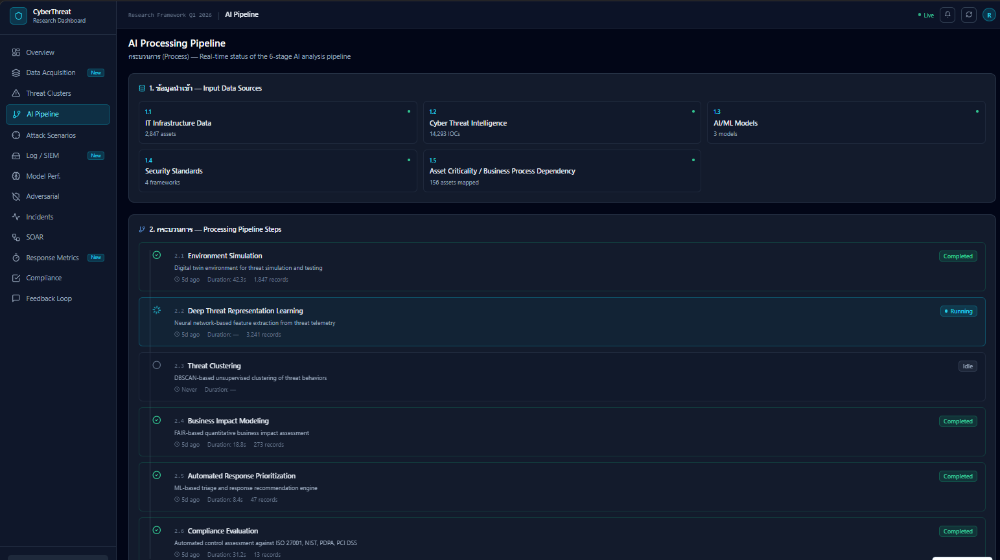 CyberThreat
Research Dashboard
Overview
Data Acquisition New
Threat Clusters
AI Pipeline
Attack Scenarios
Log / SIEM New
Model Perf.
Adversarial
Incidents
SOAR
Response Metrics New
Compliance
Feedback Loop
Research Framework Q1 2026 | AI Pipeline
Live
R
AI Processing Pipeline
กระบวนการ (Process) — Real-time status of the 6-stage AI analysis pipeline
1. ข้อมูลนำเข้า — Input Data Sources
1.1
IT Infrastructure Data
2,847 assets
1.2
Cyber Threat Intelligence
14,293 IOCs
1.3
AI/ML Models
3 models
1.4
Security Standards
4 frameworks
1.5
Asset Criticality / Business Process Dependency
156 assets mapped
2. กระบวนการ — Processing Pipeline Steps
2.1 Environment Simulation Completed
Digital twin environment for threat simulation and testing
5d ago Duration: 42.3s 1,847 records
2.2 Deep Threat Representation Learning Running
Neural network-based feature extraction from threat telemetry
5d ago Duration: — 3,241 records
2.3 Threat Clustering Idle
DBSCAN-based unsupervised clustering of threat behaviors
Never Duration: —
2.4 Business Impact Modeling Completed
FAIR-based quantitative business impact assessment
5d ago Duration: 18.8s 273 records
2.5 Automated Response Prioritization Completed
ML-based triage and response recommendation engine
5d ago Duration: 8.4s 47 records
2.6 Compliance Evaluation Completed
Automated control assessment against ISO 27001, NIST, PDPA, PCI DSS
5d ago Duration: 31.2s 13 records